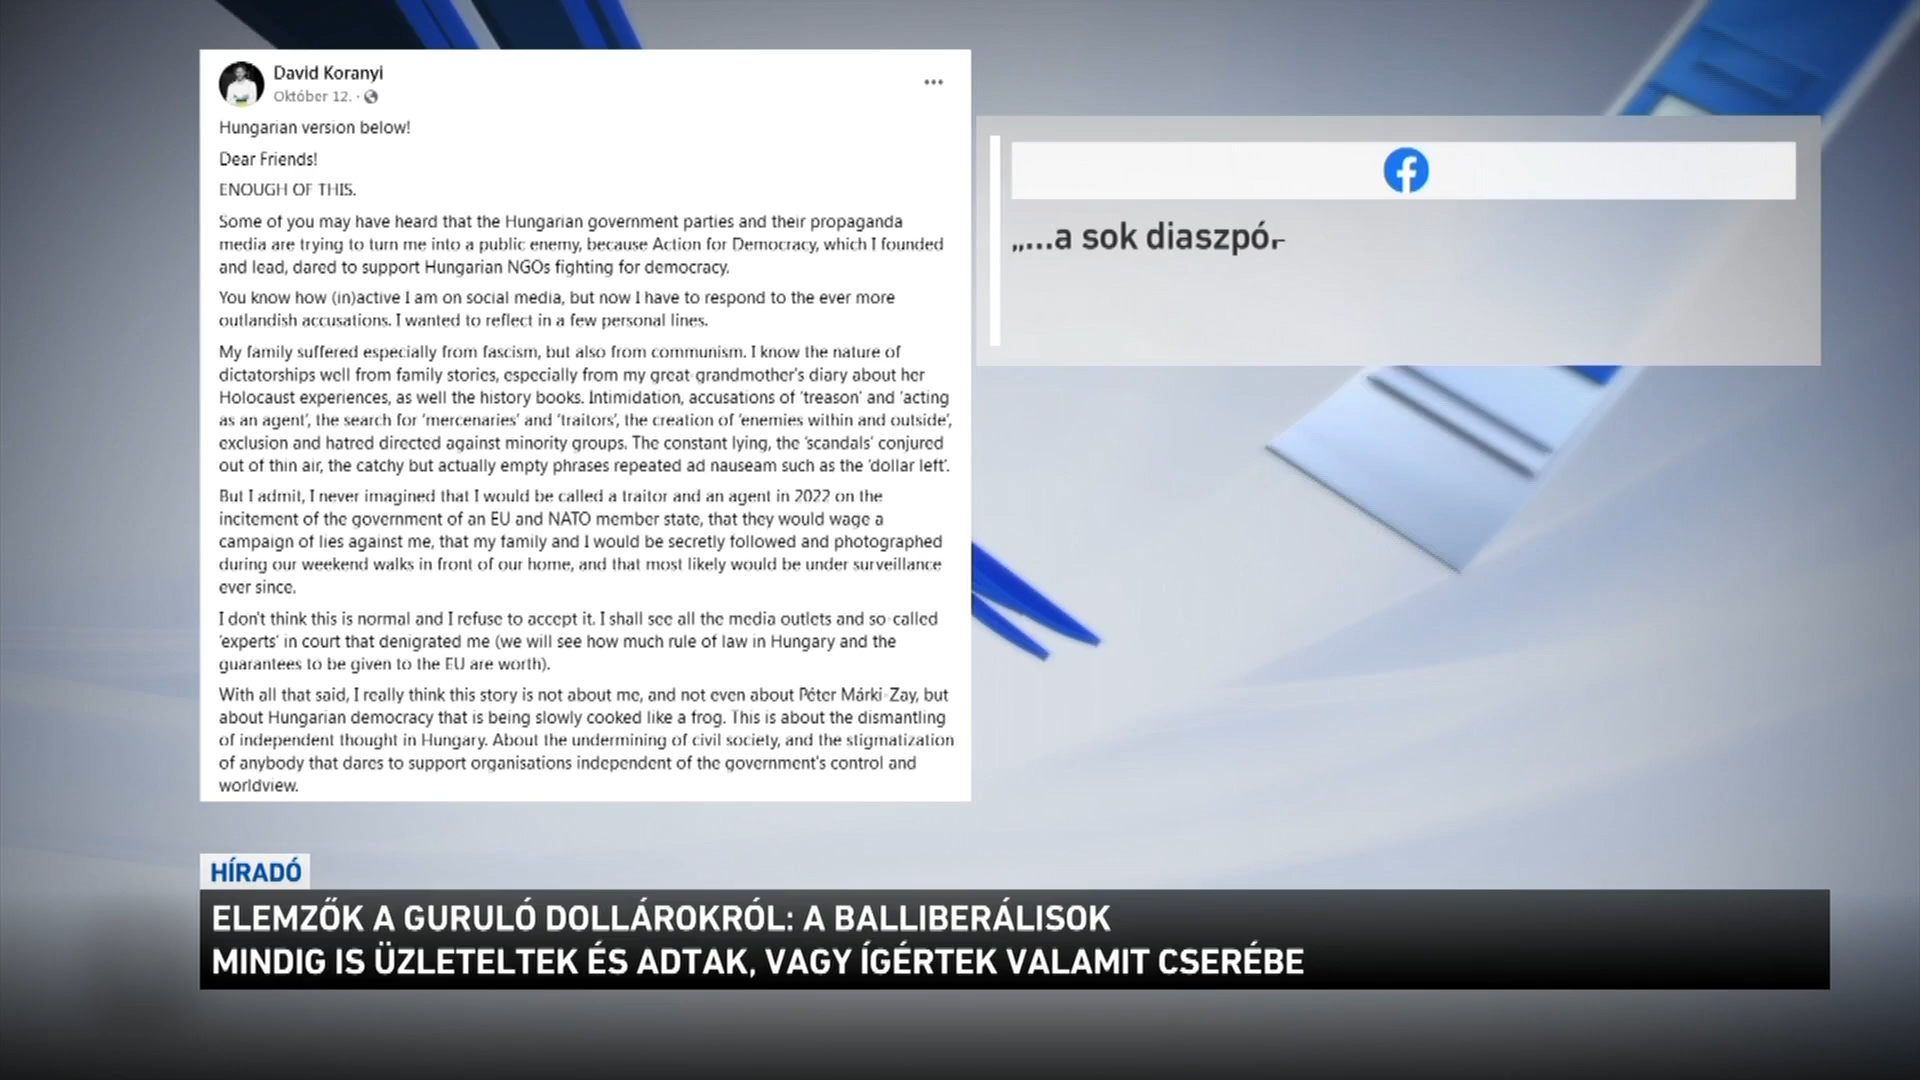 David Koranyi
Október 12. ·
Hungarian version below!
Dear Friends!
ENOUGH OF THIS.
Some of you may have heard that the Hungarian government parties and their propaganda
media are trying to turn me into a public enemy, because Action for Democracy, which I founded
and lead, dared to support Hungarian NGOs fighting for democracy.
You know how (in)active I am on social media, but now I have to respond to the ever more
outlandish accusations. I wanted to reflect in a few personal lines.
My family suffered especially from fascism, but also from communism. I know the nature of
dictatorships well from family stories, especially from my great-grandmother's diary about her
Holocaust experiences, as well the history books. Intimidation, accusations of 'treason' and 'acting
as an agent', the search for 'mercenaries' and 'traitors', the creation of 'enemies within and outside',
exclusion and hatred directed against minority groups. The constant lying, the 'scandals' conjured
out of thin air, the catchy but actually empty phrases repeated ad nauseam such as the 'dollar left'.
But I admit, I never imagined that I would be called a traitor and an agent in 2022 on the
incitement of the government of an EU and NATO member state, that they would wage a
campaign of lies against me, that my family and I would be secretly followed and photographed
during our weekend walks in front of our home, and that most likely would be under surveillance
ever since.
I don't think this is normal and I refuse to accept it. I shall see all the media outlets and so-called
'experts' in court that denigrated me (we will see how much rule of law in Hungary and the
guarantees to be given to the EU are worth).
With all that said, I really think this story is not about me, and not even about Péter Márki-Zay, but
about Hungarian democracy that is being slowly cooked like a frog. This is about the dismantling
of independent thought in Hungary. About the undermining of civil society, and the stigmatization
of anybody that dares to support organisations independent of the government's control and
worldview.
„...a sok diaszpó
HÍRADÓ
ELEMZŐK A GURULÓ DOLLÁROKRÓL: A BALLIBERÁLISOK
MINDIG IS ÜZLETELTEK ÉS ADTAK, VAGY ÍGÉRTEK VALAMIT CSERÉBE